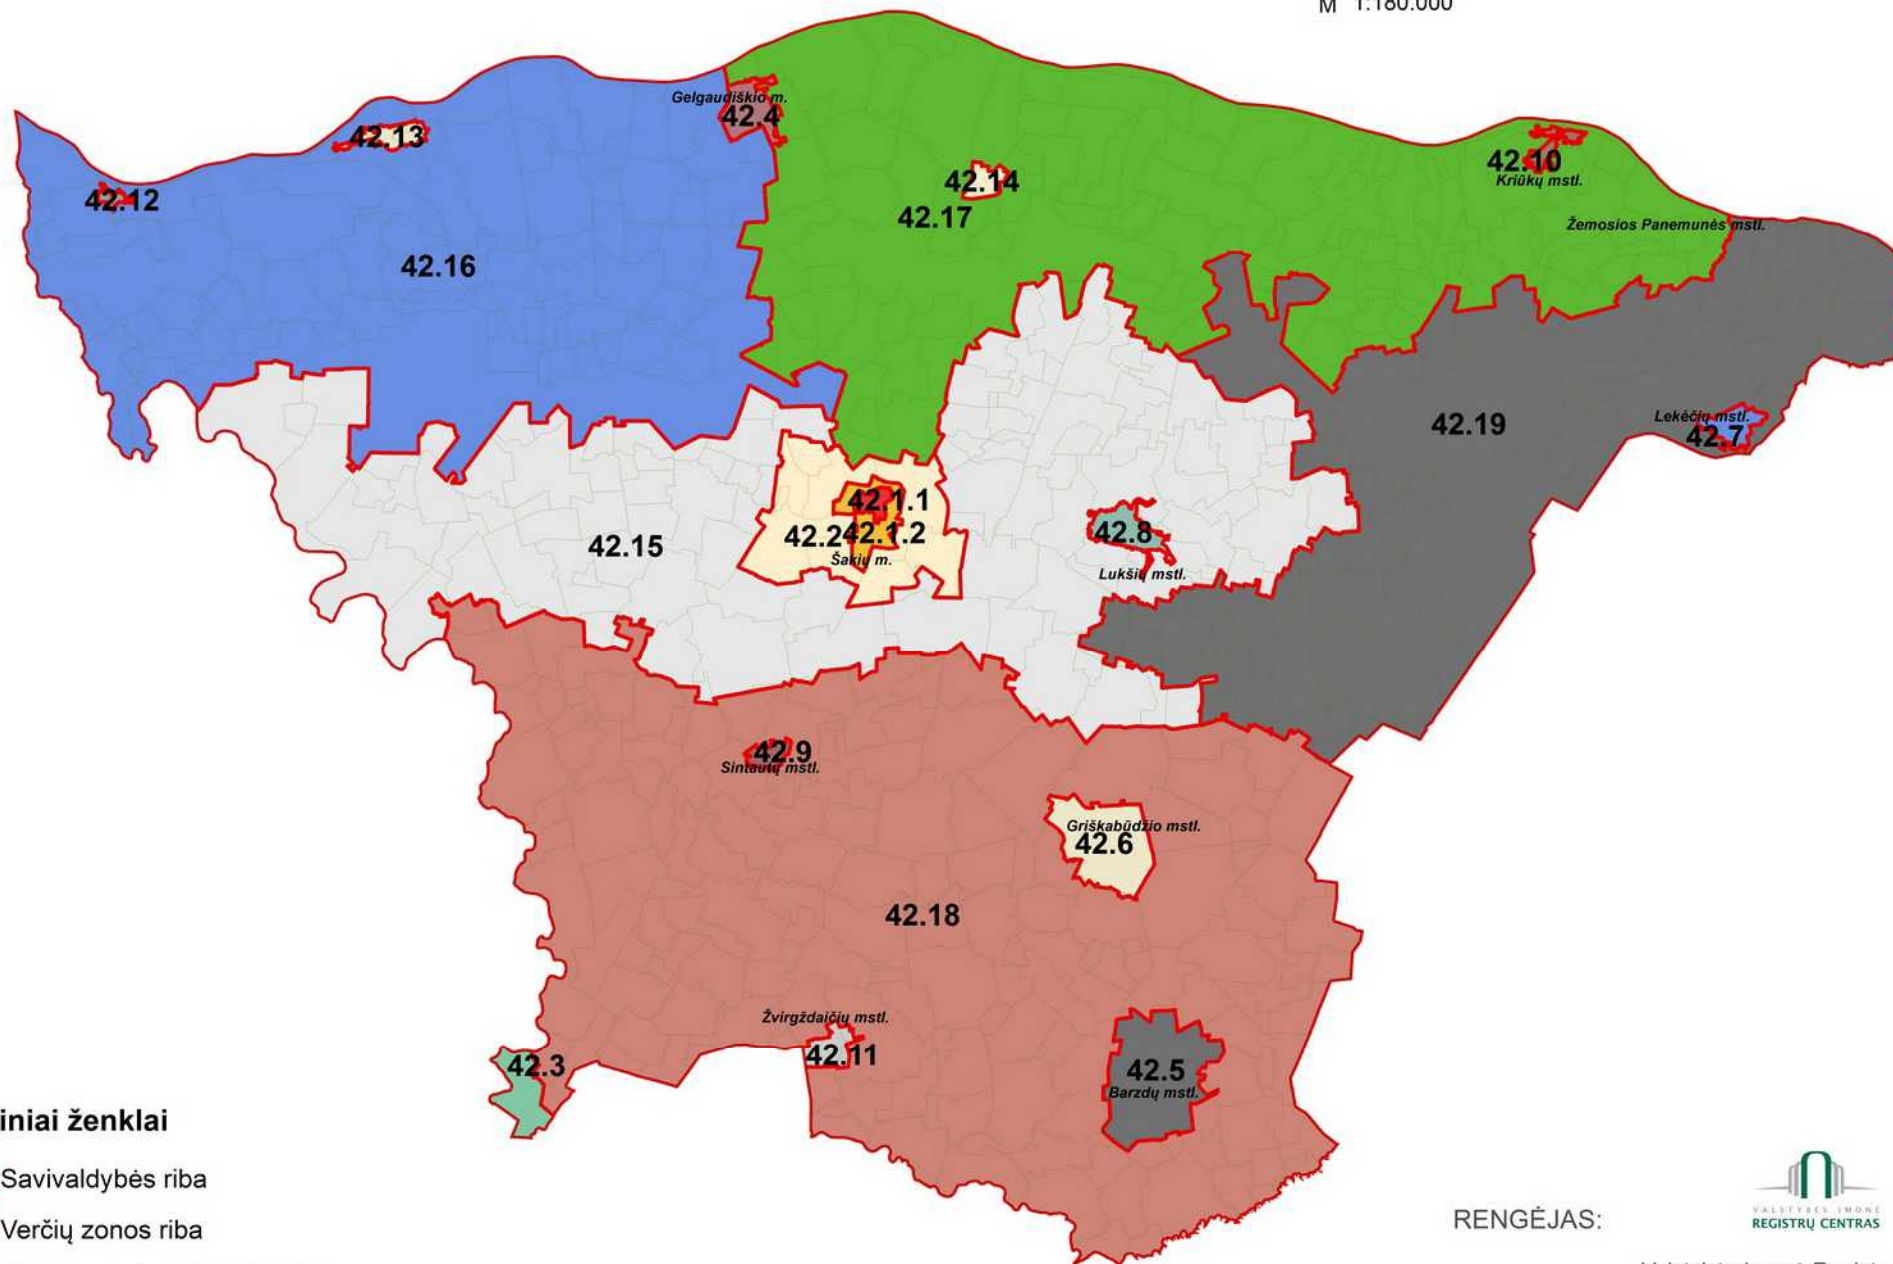 M 1:180.000
Gelgaudiškio m.
42.4
42.13
42.14
42.10
Kriūkų mstl.
42.12
42.17
Žemosios Panemunės mstl.
42.16
Lekėčių mstl.
42.7
42.19
42.1.1
42.2
42.1.2
Šakių m.
42.15
42.8
Lukšių mstl.
42.9
Sintautų mstl.
Griškabūdžio mstl.
42.6
42.18
Žvirgždaičių mstl.
42.11
42.3
42.5
Barzdų mstl.
iniai ženklai
Savivaldybės riba
Verčių zonos riba
RENGĖJAS:
VALSTYBĖS ĮMONĖ
REGISTRŲ CENTRAS